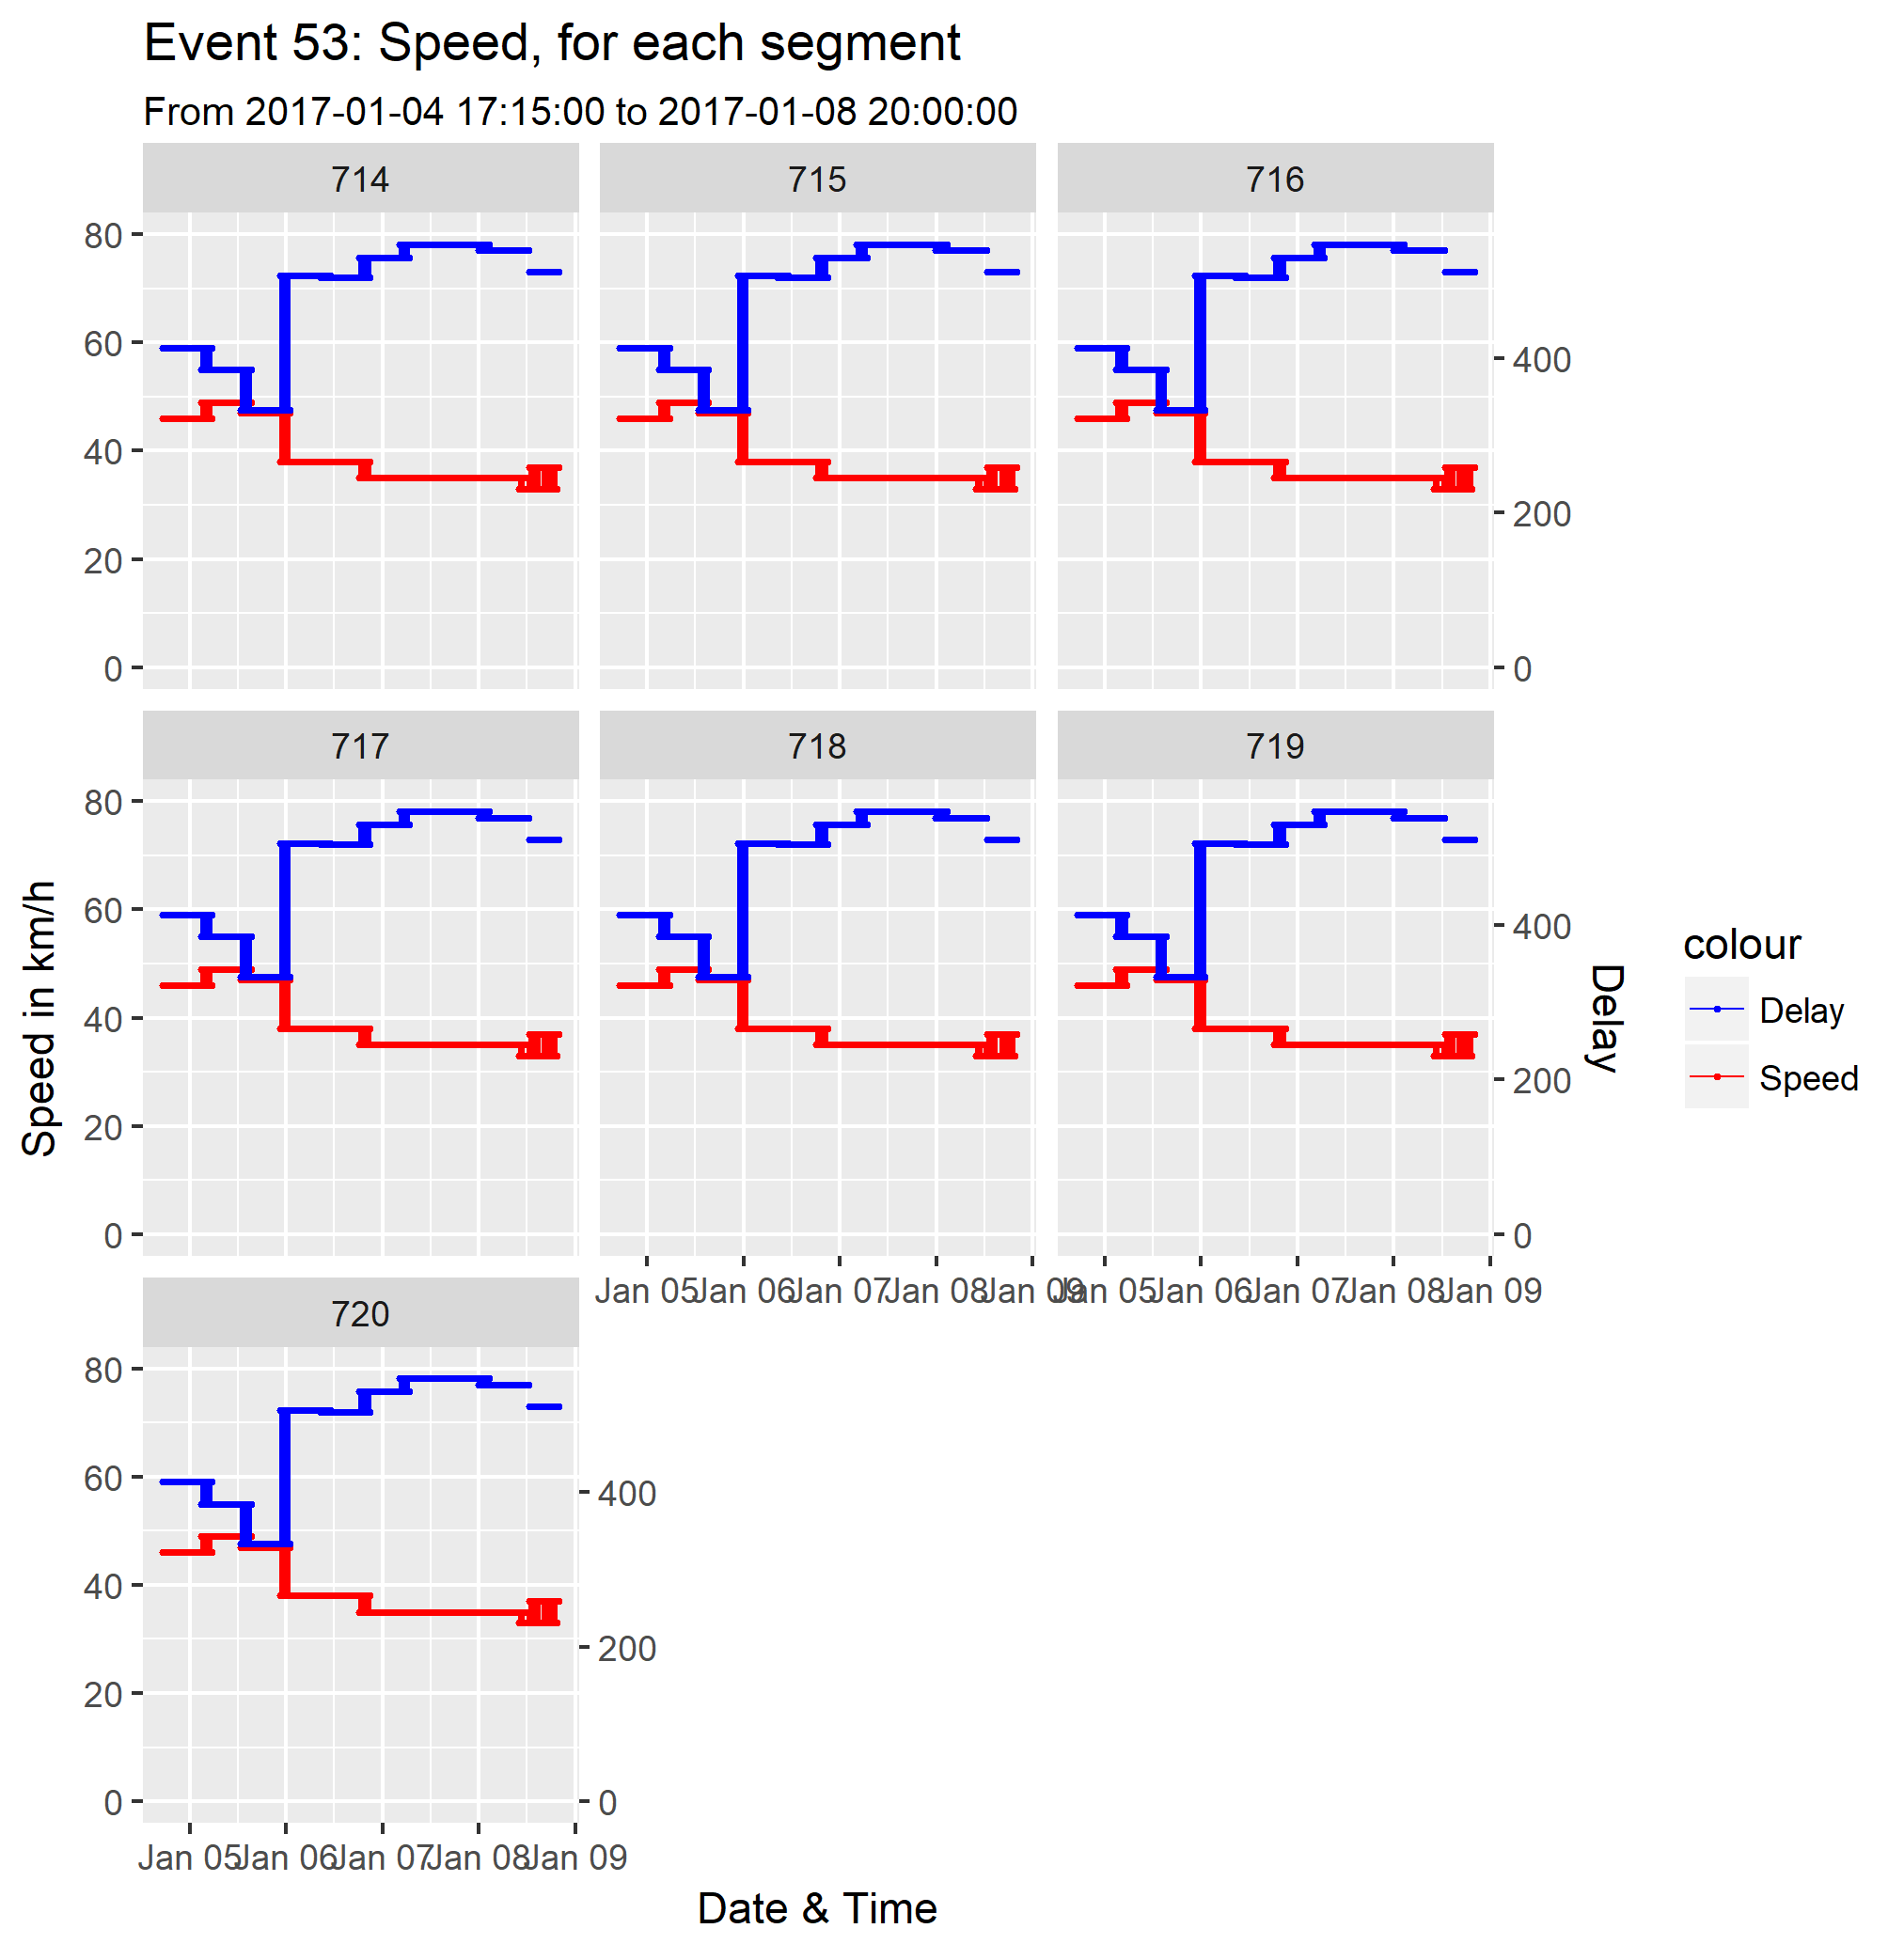 Event 53: Speed, for each segment
From 2017-01-04 17:15:00 to 2017-01-08 20:00:00
714 715 716
80
60
40
20
0
400
200
0
717 718 719
80
60
40
20
0
400
200
0
Jan 05 Jan 06 Jan 07 Jan 08 Jan 09 Jan 05 Jan 06 Jan 07 Jan 08 Jan 09
720
80
60
40
20
0
400
200
0
Jan 05 Jan 06 Jan 07 Jan 08 Jan 09
Date & Time
Speed in km/h
Delay
colour
Delay
Speed